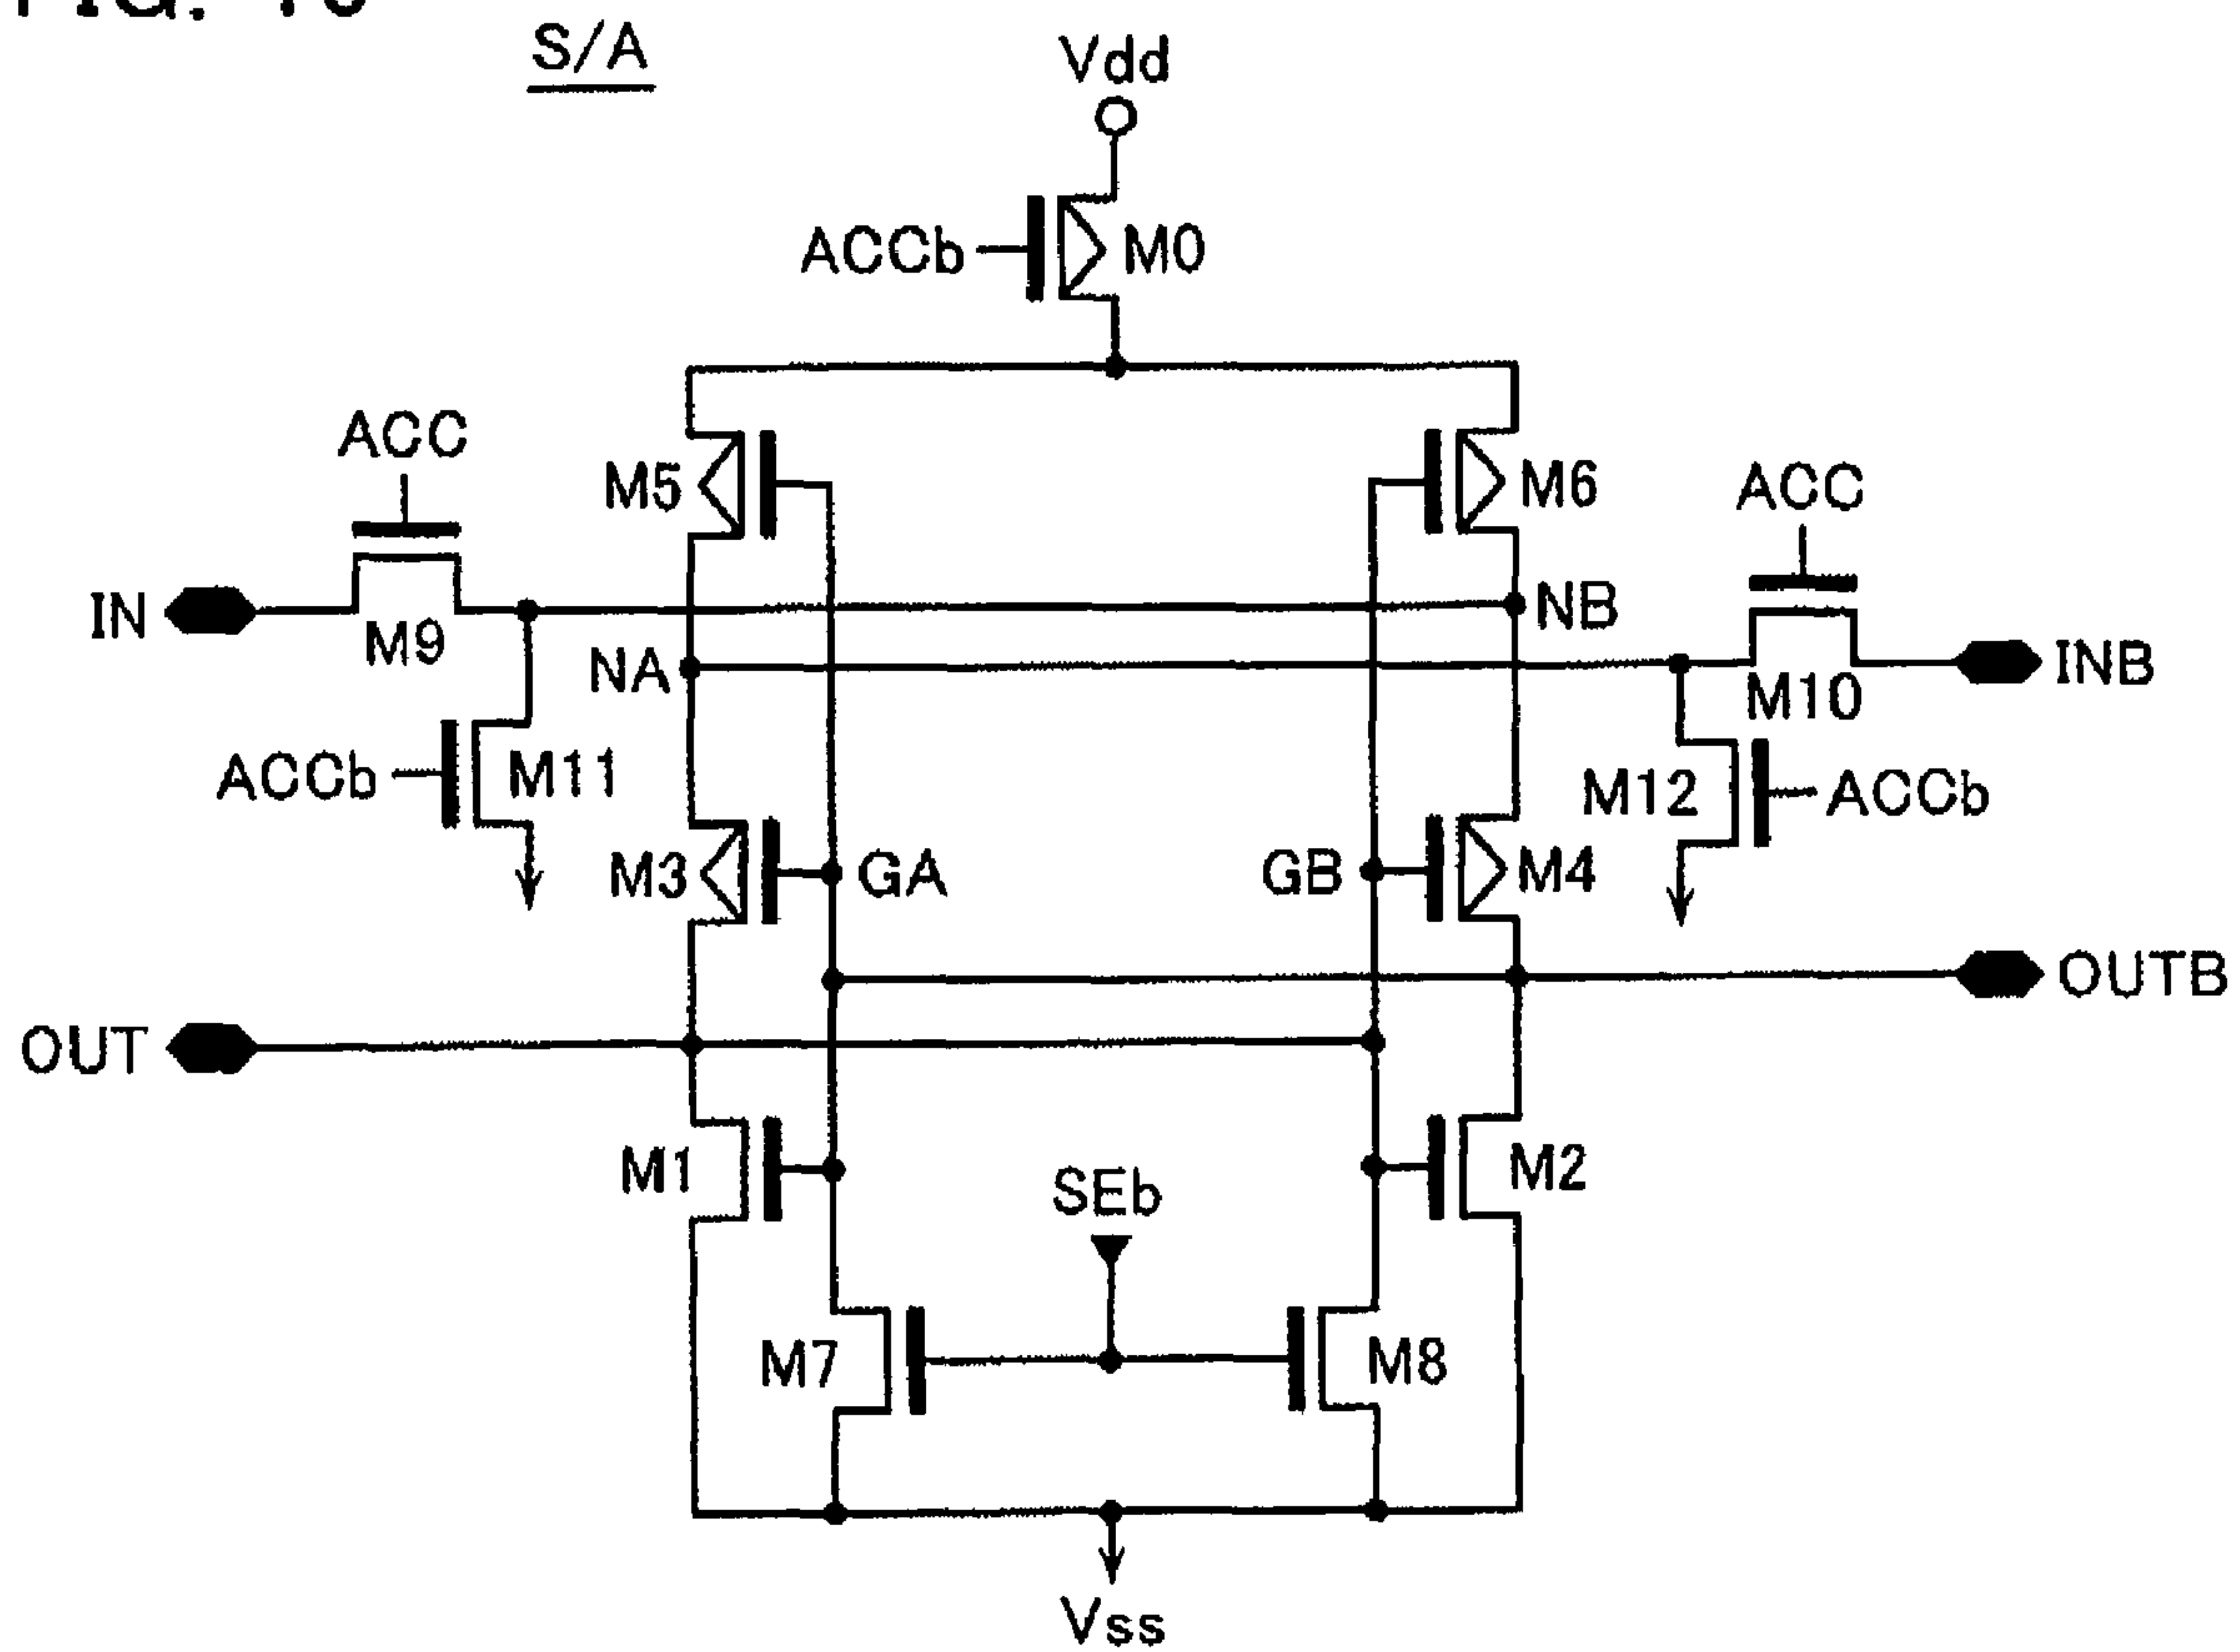 S/A
Vdd
ACCb
M0
ACC
M5
M6
ACC
IN
M9
NB
NA
M10
INB
ACCb
M11
M12
ACCb
M3
GA
GB
M4
OUTB
OUT
M1
SEb
M2
M7
M8
Vss